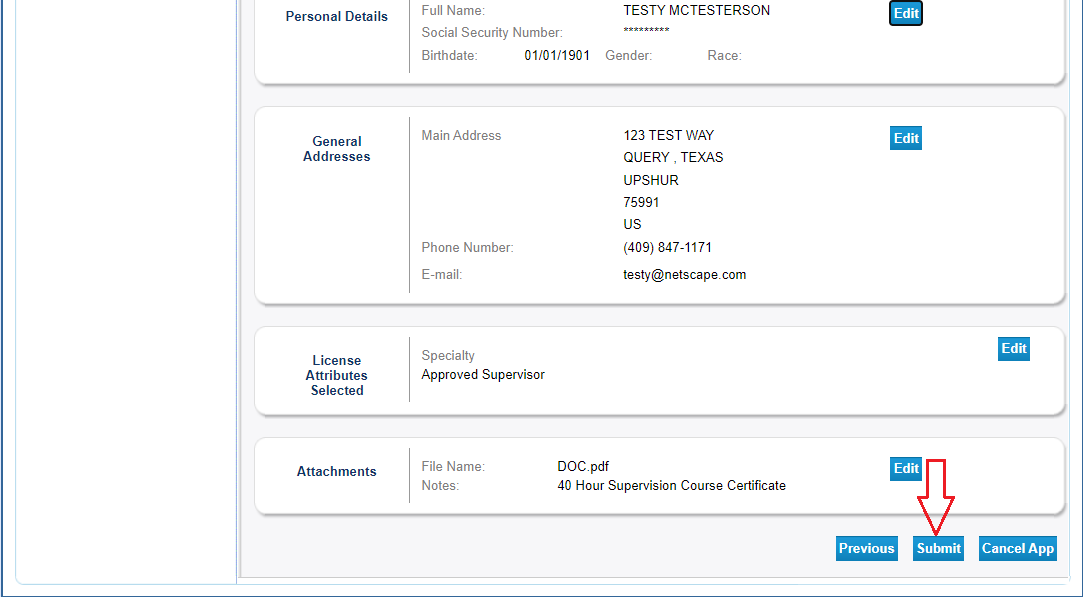 Personal Details
Full Name: TESTY MCTESTERSON Edit
Social Security Number: *********
Birthdate: 01/01/1901 Gender: Race:
General
Addresses
Main Address 123 TEST WAY Edit
QUERY , TEXAS
UPSHUR
75991
US
Phone Number: (409) 847-1171
E-mail: testy@netscape.com
License
Attributes
Selected
Specialty Edit
Approved Supervisor
Attachments
File Name: DOC.pdf Edit
Notes: 40 Hour Supervision Course Certificate
Previous Submit Cancel App